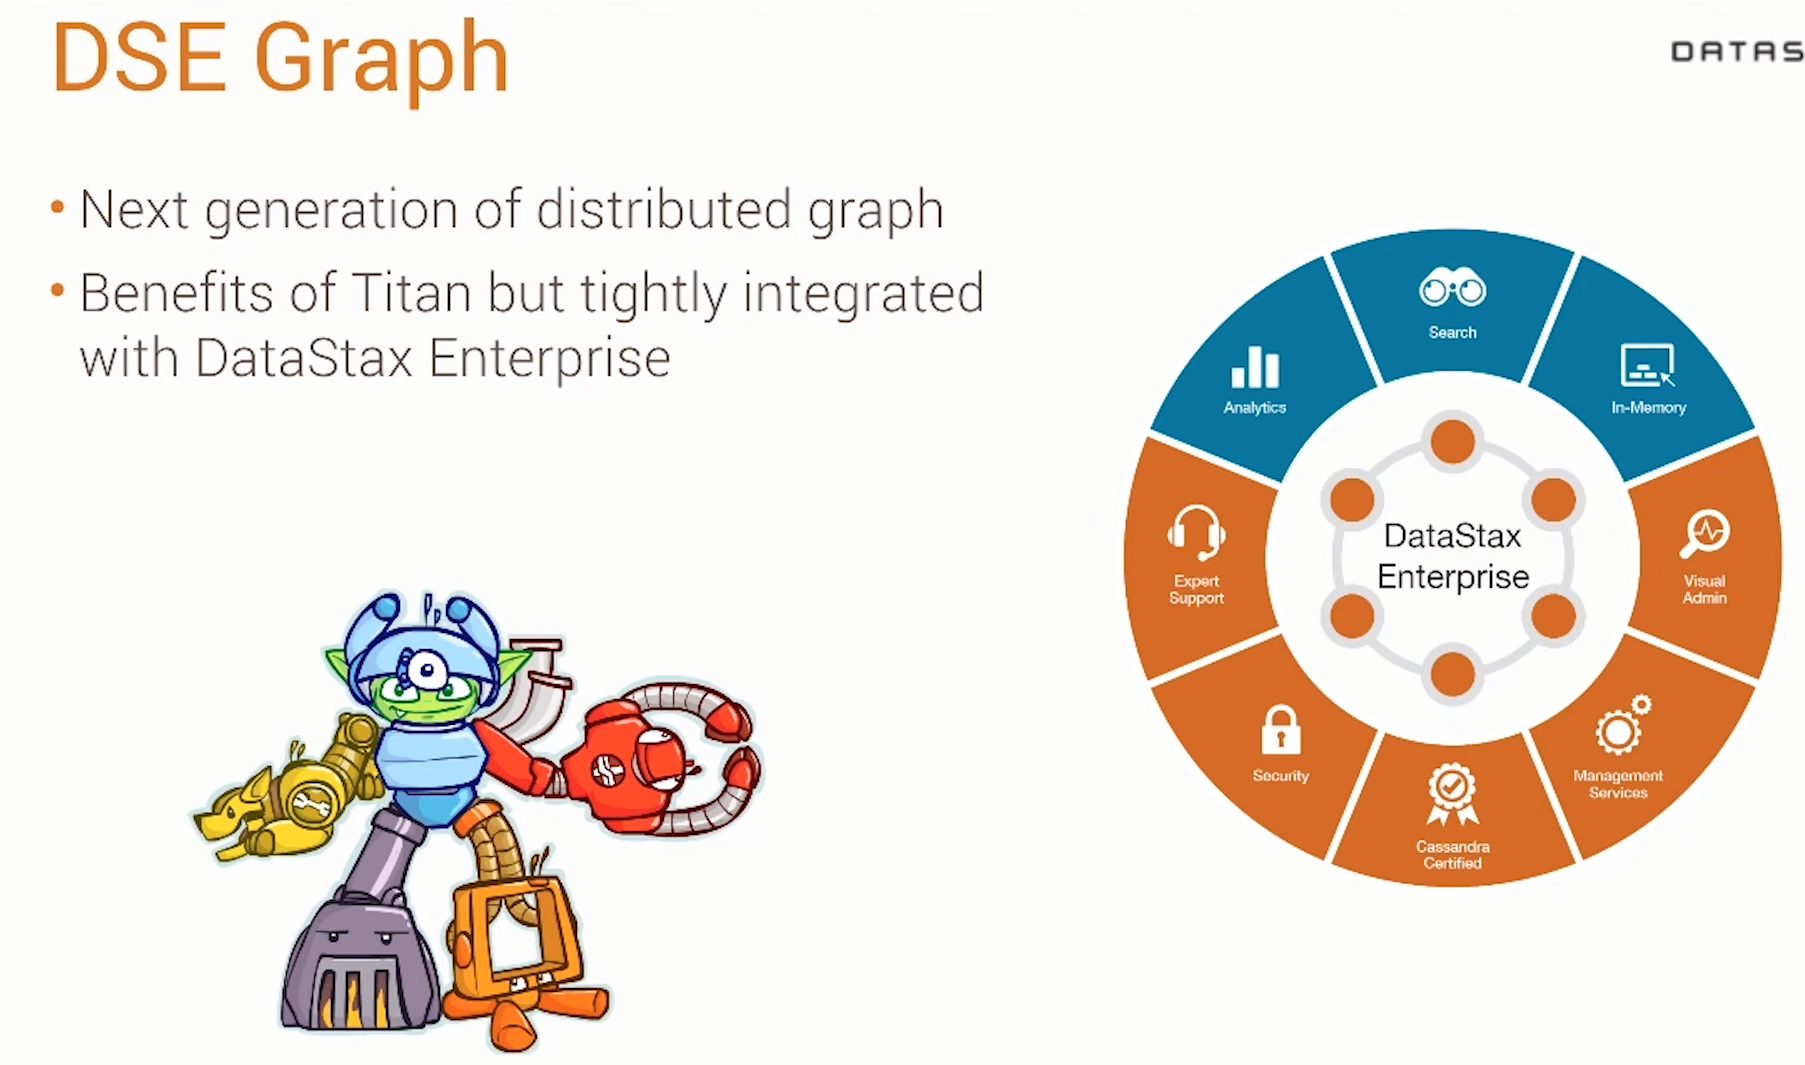 DSE Graph
DATAS
• Next generation of distributed graph
• Benefits of Titan but tightly integrated
with DataStax Enterprise
Search
Analytics
In-Memory
DataStax
Enterprise
Expert
Support
Visual
Admin
Security
Management
Services
Cassandra
Certified